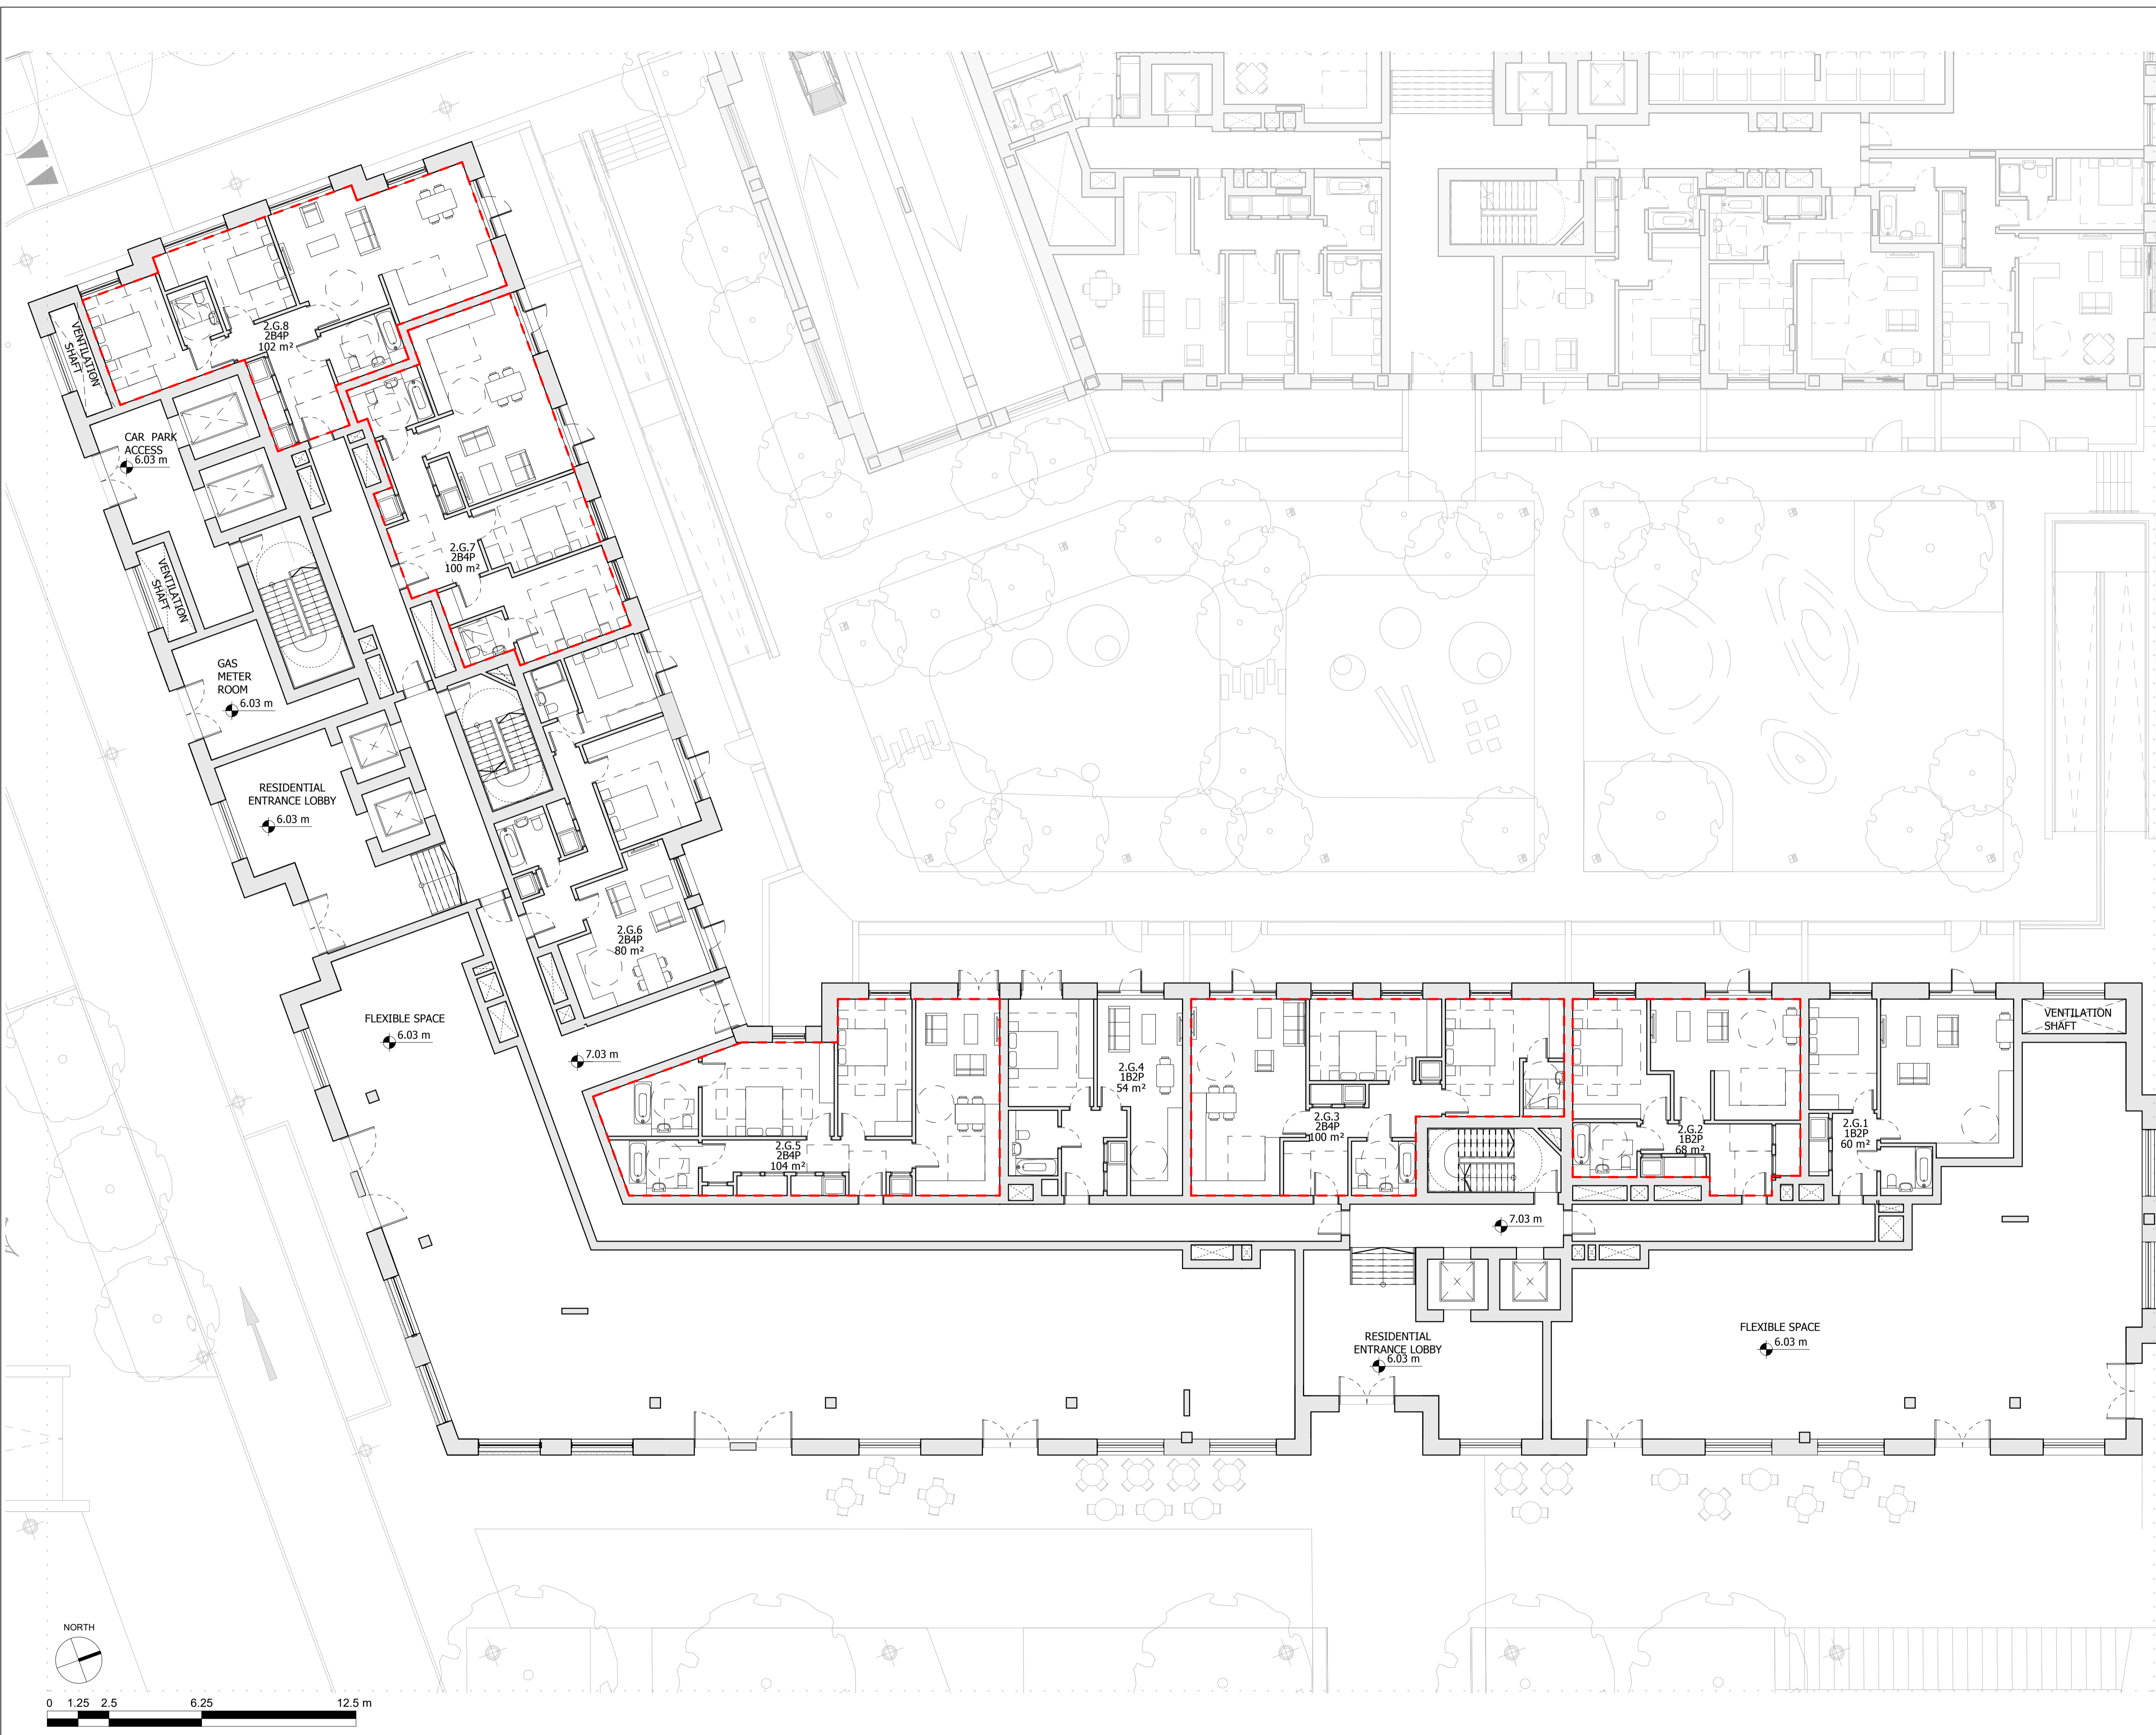 2.G.8
2B4P
102 m²
VENTILATION
SHAFT
CAR PARK
ACCESS
6.03 m
2.G.7
2B4P
100 m²
VENTILATION
SHAFT
GAS
METER
ROOM
6.03 m
RESIDENTIAL
ENTRANCE LOBBY
6.03 m
2.G.6
2B4P
80 m²
FLEXIBLE SPACE
6.03 m
7.03 m
2.G.5
2B4P
104 m²
2.G.4
1B2P
54 m²
2.G.3
2B4P
100 m²
2.G.2
1B2P
68 m²
2.G.1
1B2P
60 m²
VENTILATION
SHAFT
7.03 m
RESIDENTIAL
ENTRANCE LOBBY
6.03 m
FLEXIBLE SPACE
6.03 m
NORTH
0 1.25 2.5 6.25 12.5 m